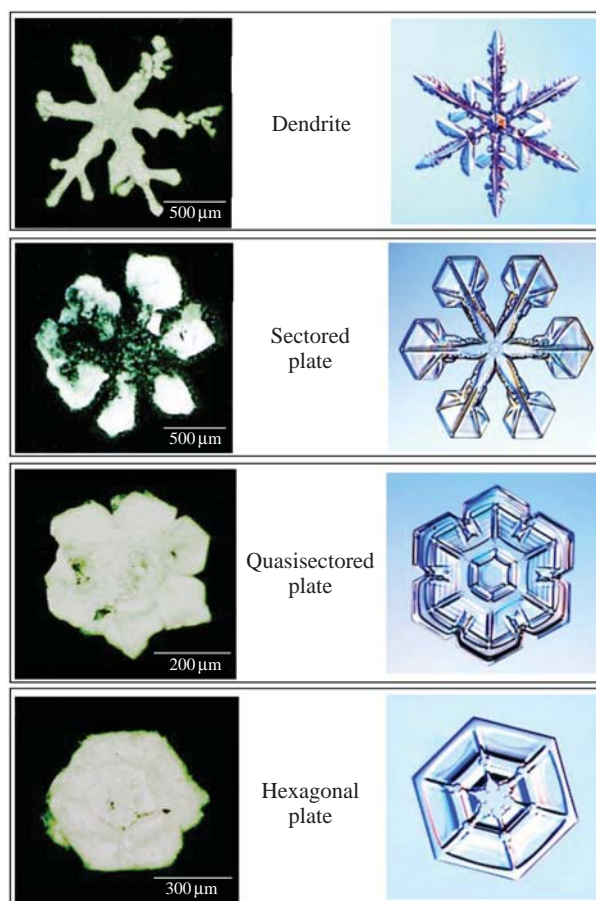 Dendrite
500 µm
Sectored
plate
500 µm
Quasisectored
plate
200 µm
Hexagonal
plate
300 µm